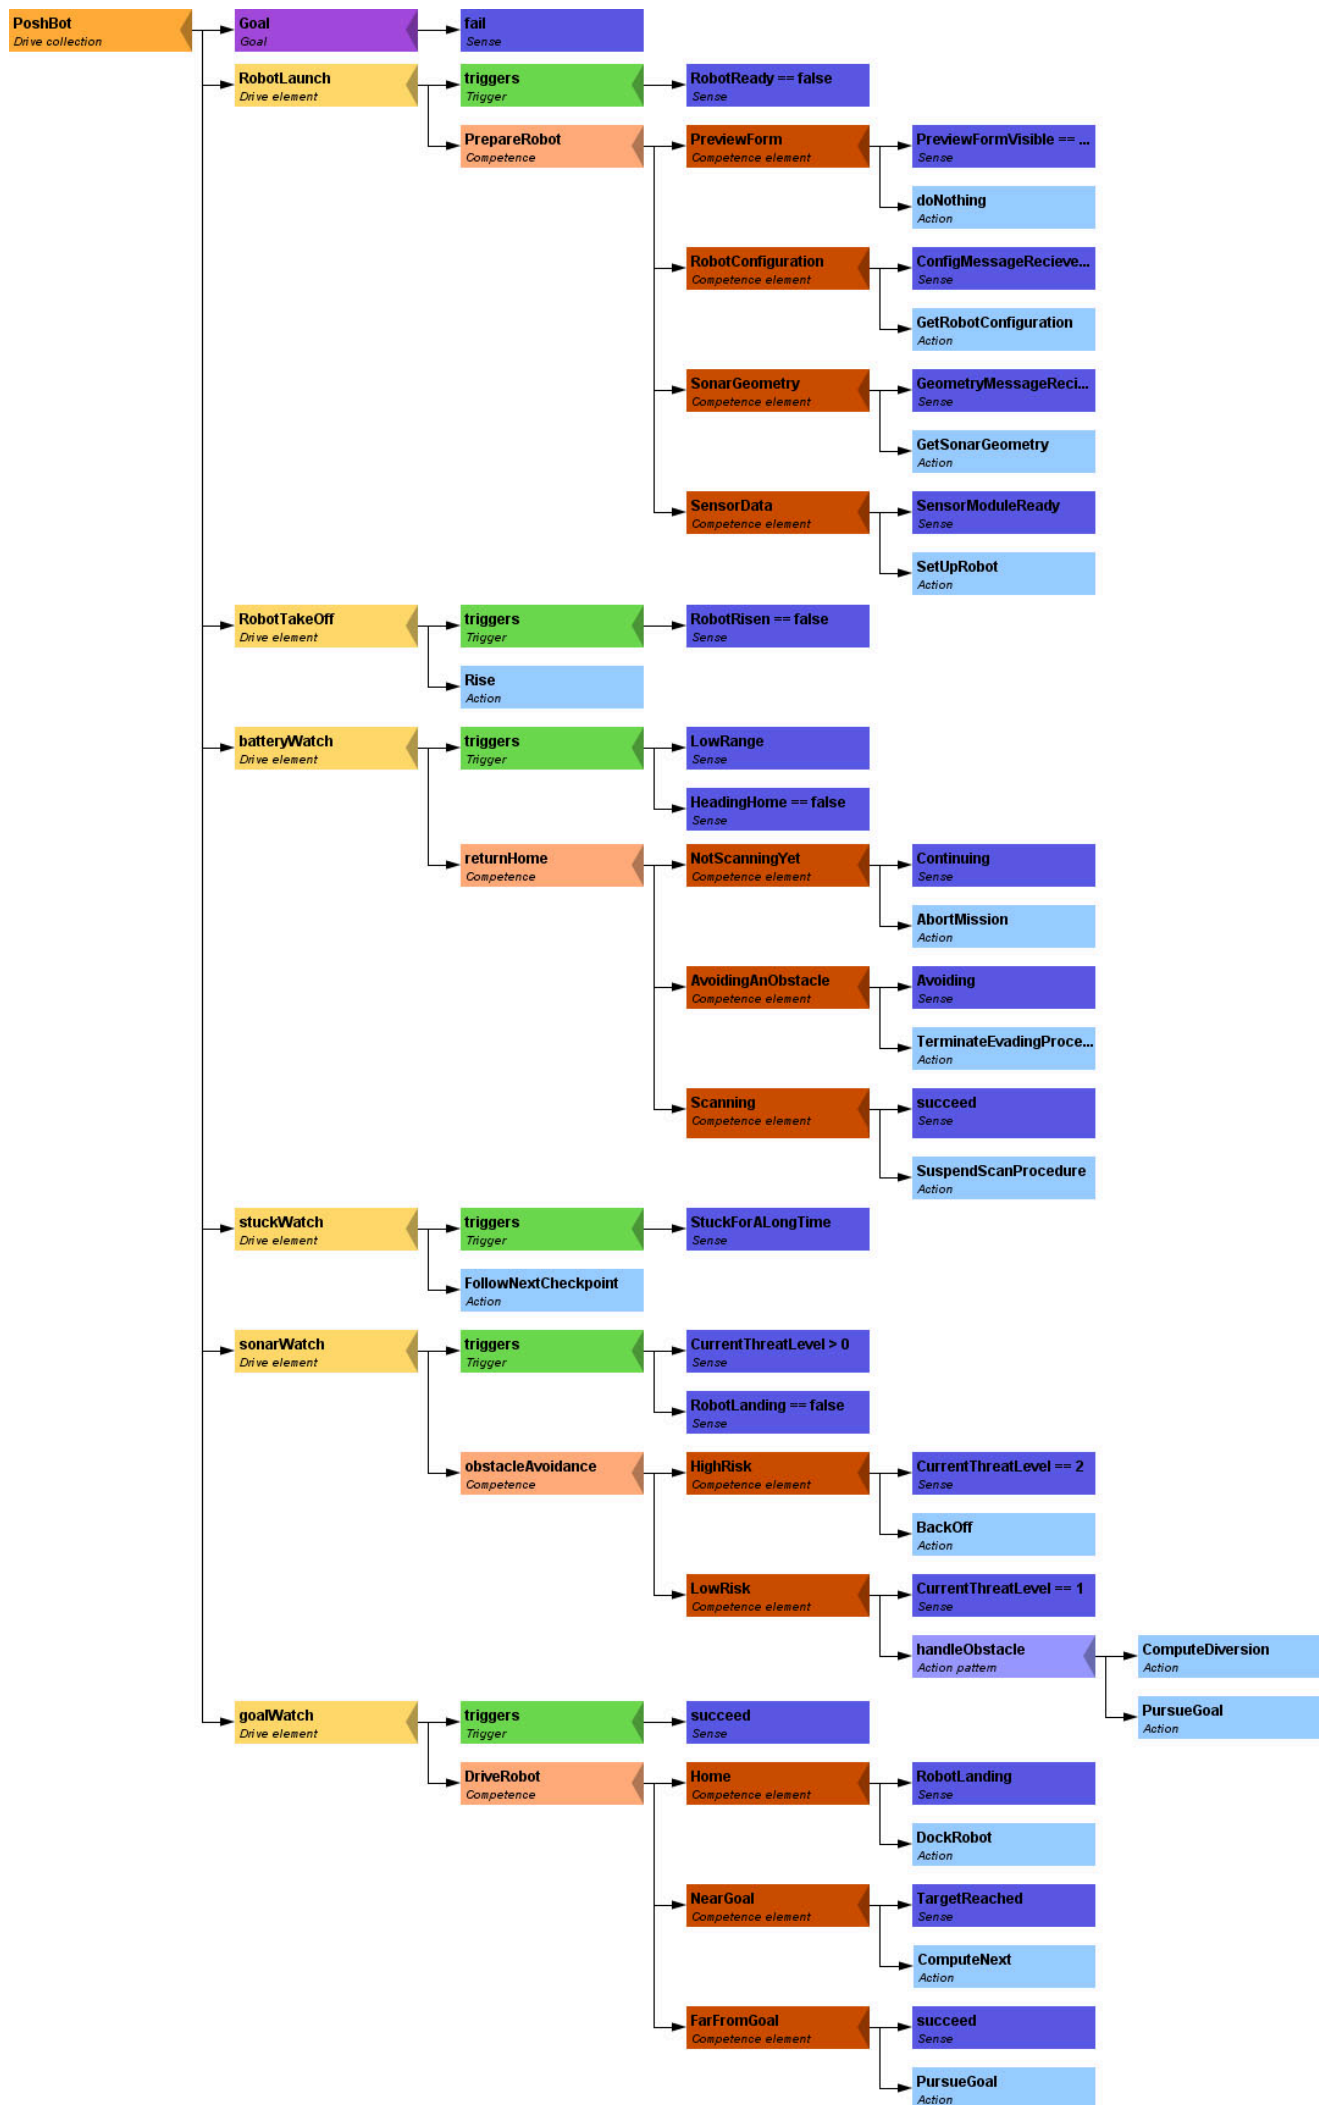 PoshBot
Drive collection
Goal
Goal
fail
Sense
RobotLaunch
Drive element
triggers
Trigger
RobotReady == false
Sense
PrepareRobot
Competence
PreviewForm
Competence element
PreviewFormVisible == ...
Sense
doNothing
Action
RobotConfiguration
Competence element
ConfigMessageRecieve...
Sense
GetRobotConfiguration
Action
SonarGeometry
Competence element
GeometryMessageReci...
Sense
GetSonarGeometry
Action
SensorData
Competence element
SensorModuleReady
Sense
SetUpRobot
Action
RobotTakeOff
Drive element
triggers
Trigger
RobotRisen == false
Sense
Rise
Action
batteryWatch
Drive element
triggers
Trigger
LowRange
Sense
HeadingHome == false
Sense
returnHome
Competence
NotScanningYet
Competence element
Continuing
Sense
AbortMission
Action
AvoidingAnObstacle
Competence element
Avoiding
Sense
TerminateEvadingProce...
Action
Scanning
Competence element
succeed
Sense
SuspendScanProcedure
Action
stuckWatch
Drive element
triggers
Trigger
StuckForALongTime
Sense
FollowNextCheckpoint
Action
sonarWatch
Drive element
triggers
Trigger
CurrentThreatLevel > 0
Sense
RobotLanding == false
Sense
obstacleAvoidance
Competence
HighRisk
Competence element
CurrentThreatLevel == 2
Sense
BackOff
Action
LowRisk
Competence element
CurrentThreatLevel == 1
Sense
handleObstacle
Action pattern
ComputeDiversion
Action
PursueGoal
Action
goalWatch
Drive element
triggers
Trigger
succeed
Sense
DriveRobot
Competence
Home
Competence element
RobotLanding
Sense
DockRobot
Action
NearGoal
Competence element
TargetReached
Sense
ComputeNext
Action
FarFromGoal
Competence element
succeed
Sense
PursueGoal
Action